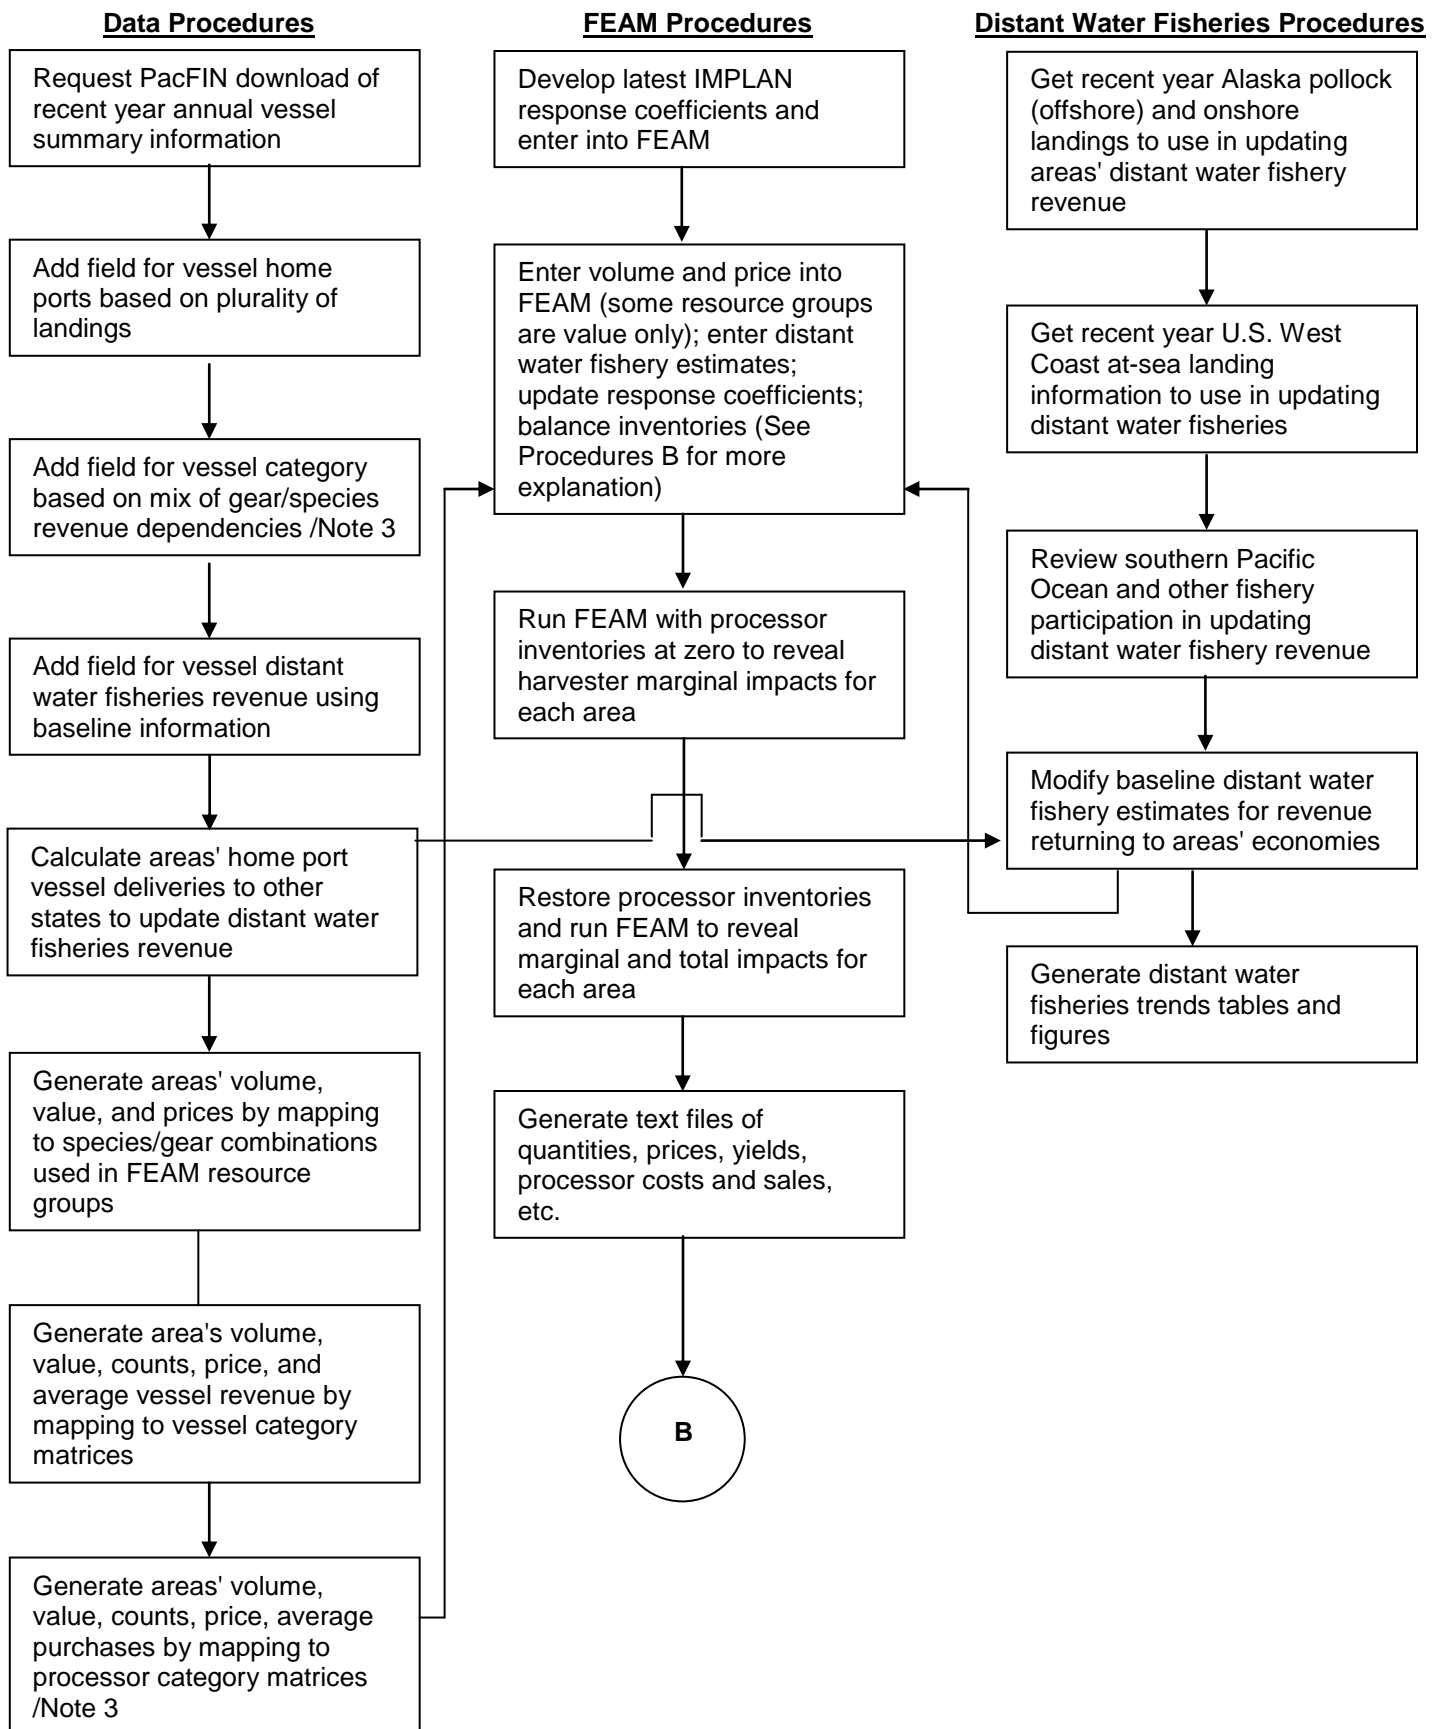 Data Procedures
Request PacFIN download of
recent year annual vessel
summary information
Add field for vessel home
ports based on plurality of
landings
Add field for vessel category
based on mix of gear/species
revenue dependencies /Note 3
Add field for vessel distant
water fisheries revenue using
baseline information
Calculate areas' home port
vessel deliveries to other
states to update distant water
fisheries revenue
Generate areas' volume,
value, and prices by mapping
to species/gear combinations
used in FEAM resource
groups
Generate area's volume,
value, counts, price, and
average vessel revenue by
mapping to vessel category
matrices
Generate areas' volume,
value, counts, price, average
purchases by mapping to
processor category matrices
/Note 3
FEAM Procedures
Develop latest IMPLAN
response coefficients and
enter into FEAM
Enter volume and price into
FEAM (some resource groups
are value only); enter distant
water fishery estimates;
update response coefficients;
balance inventories (See
Procedures B for more
explanation)
Run FEAM with processor
inventories at zero to reveal
harvester marginal impacts for
each area
Restore processor inventories
and run FEAM to reveal
marginal and total impacts for
each area
Generate text files of
quantities, prices, yields,
processor costs and sales,
etc.
B
Distant Water Fisheries Procedures
Get recent year Alaska pollock
(offshore) and onshore
landings to use in updating
areas' distant water fishery
revenue
Get recent year U.S. West
Coast at-sea landing
information to use in updating
distant water fisheries
Review southern Pacific
Ocean and other fishery
participation in updating
distant water fishery revenue
Modify baseline distant water
fishery estimates for revenue
returning to areas' economies
Generate distant water
fisheries trends tables and
figures